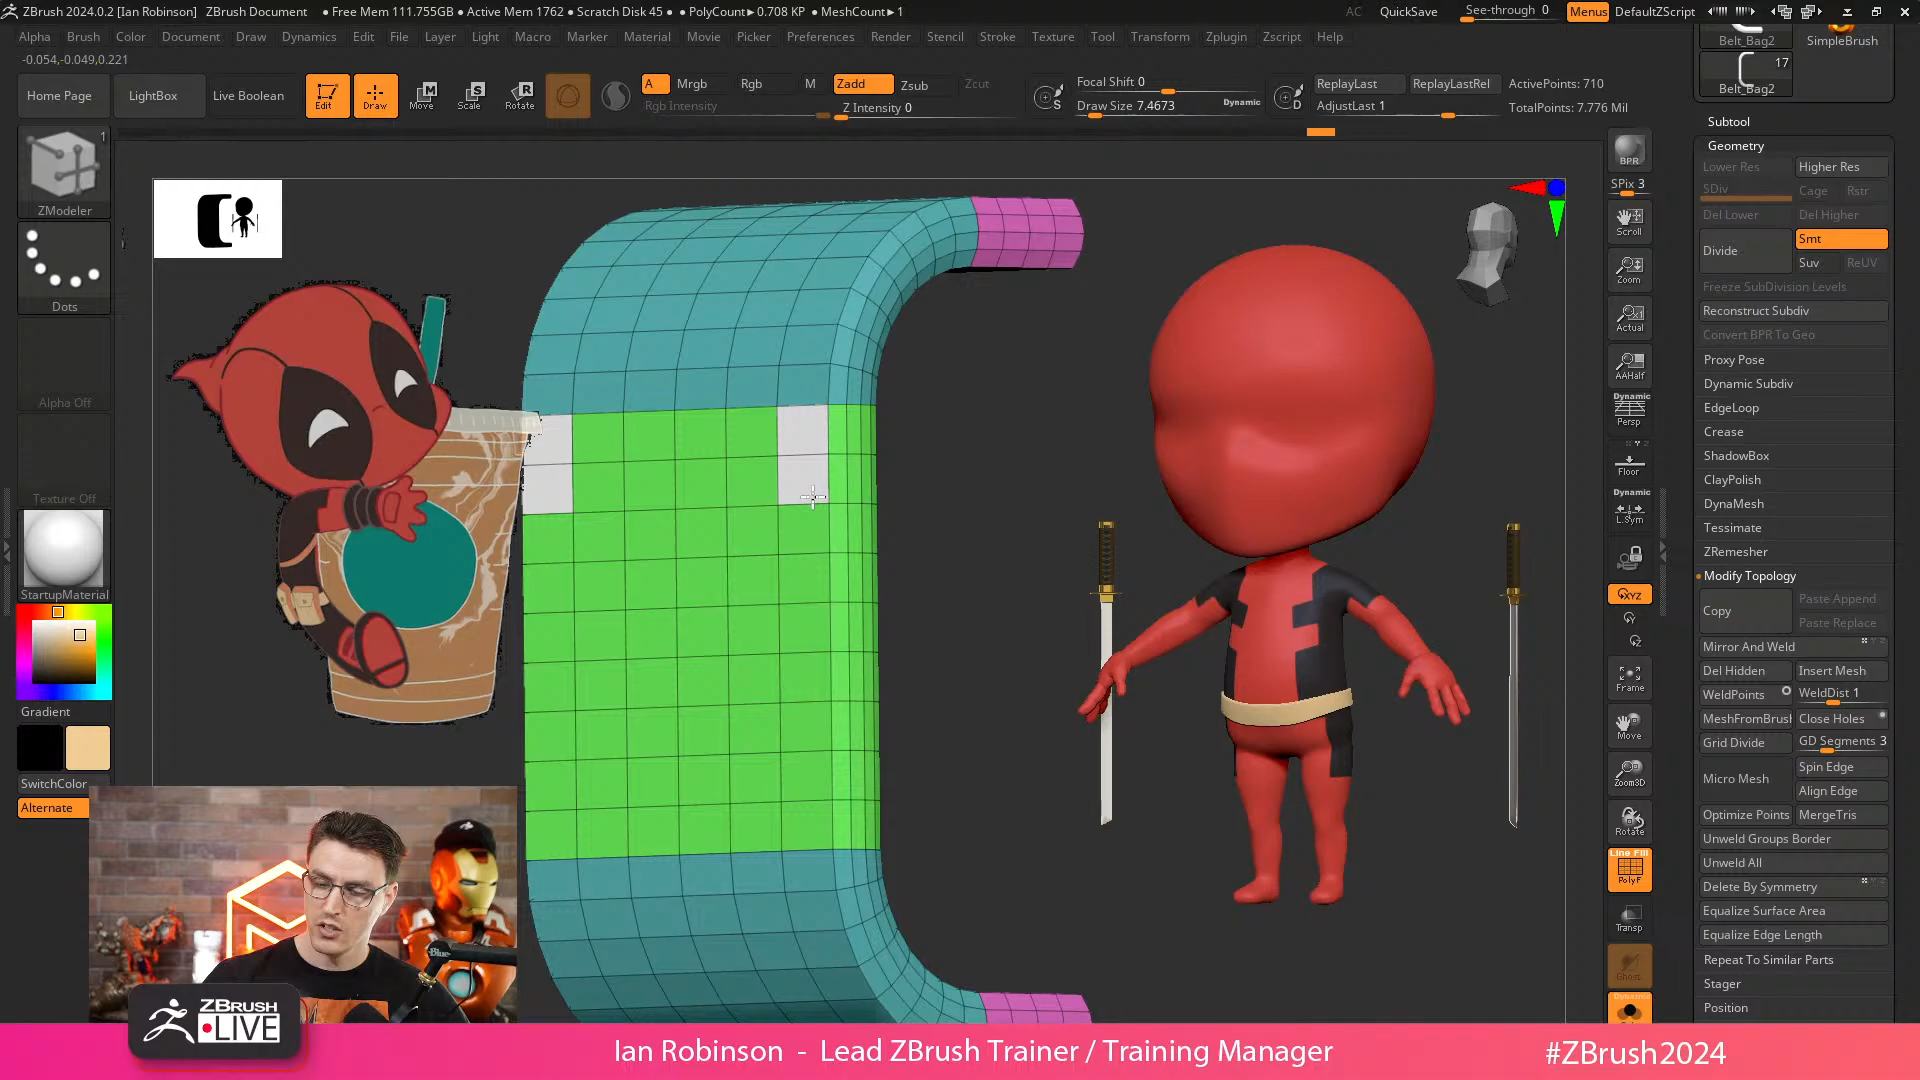 ZBrush 2024.0.2 [Ian Robinson] ZBrush Document • Free Mem 111.755GB • Active Mem 1762 • Scratch Disk 45 • PolyCount► 0.708 KP • MeshCount► 1
AC QuickSave See-through 0 Menus DefaultZScript
Alpha Brush Color Document Draw Dynamics Edit File Layer Light Macro Marker Material Movie Picker Preferences Render Stencil Stroke Texture Tool Transform Zplugin Zscript Help
-0.054,-0.049,0.221
Home Page LightBox Live Boolean Edit Draw Move Scale Rotate
A Mrgb Rgb M Zadd Zsub Zcut
Rgb Intensity Z Intensity 0
Focal Shift 0
Draw Size 7.4673 Dynamic
S
D
ReplayLast ReplayLastRel ActivePoints: 710
AdjustLast 1 TotalPoints: 7.776 Mil
1
ZModeler
Dots
Alpha Off
Texture Off
StartupMaterial
Gradient
SwitchColor
Alternate
BPR
SPix 3
Scroll
Zoom
Actual
AAHalf
Dynamic
Persp
Floor
Dynamic
L.Sym
XYZ
Frame
Move
Zoom3D
Rotate
Line Fill
PolyF
Transp
Ghost
Dynamic
Belt_Bag2 SimpleBrush
17
Belt_Bag2
Subtool
Geometry
Lower Res Higher Res
SDiv Cage Rstr
Del Lower Del Higher
Divide Smt
Suv ReUV
Freeze SubDivision Levels
Reconstruct Subdiv
Convert BPR To Geo
Proxy Pose
Dynamic Subdiv
EdgeLoop
Crease
ShadowBox
ClayPolish
DynaMesh
Tessimate
ZRemesher
Modify Topology
Copy Paste Append
Paste Replace
Mirror And Weld
Del Hidden Insert Mesh
WeldPoints WeldDist 1
MeshFromBrush Close Holes
Grid Divide GD Segments 3
Micro Mesh Spin Edge
Align Edge
Optimize Points MergeTris
Unweld Groups Border
Unweld All
Delete By Symmetry
Equalize Surface Area
Equalize Edge Length
Repeat To Similar Parts
Stager
Position
Blue
ZBRUSH
LIVE
Ian Robinson - Lead ZBrush Trainer / Training Manager
#ZBrush2024